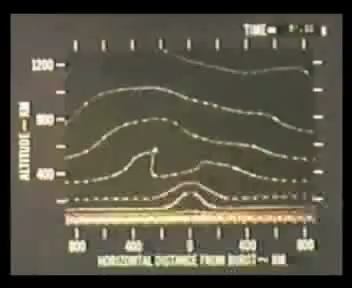 TIME=
1200
800
400
ALTITUDE — KM
800 400 0 400 800
HORIZONTAL DISTANCE FROM BURST — KM